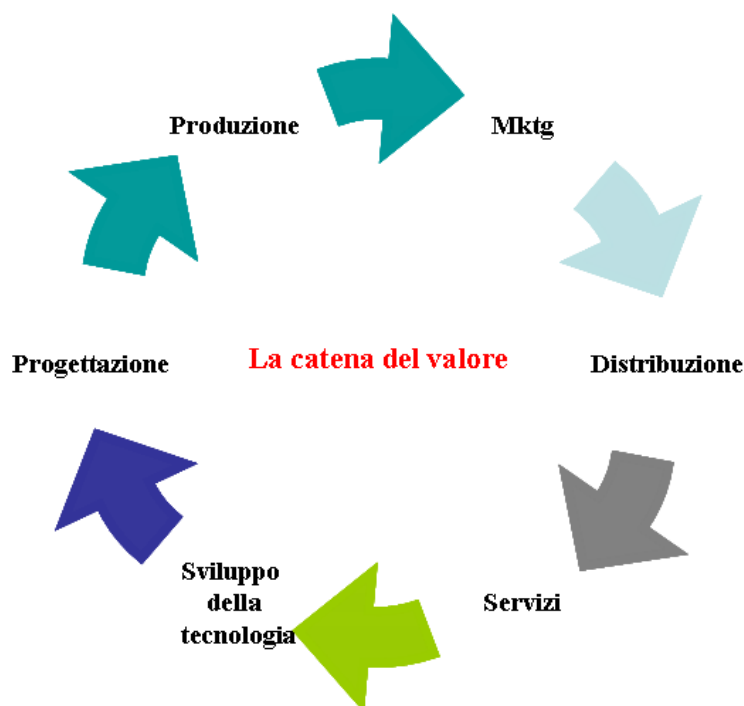 Produzione
Mktg
Progettazione
La catena del valore
Distribuzione
Sviluppo
della
tecnologia
Servizi